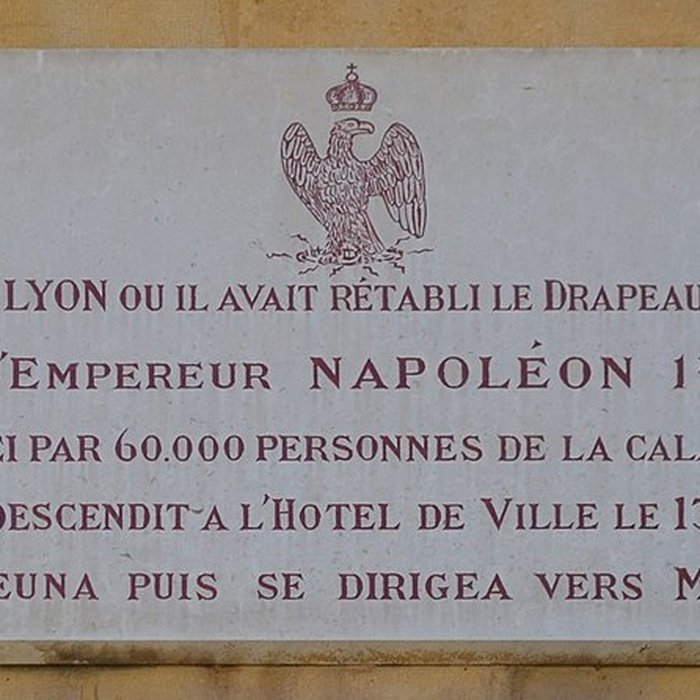 LYON OU IL AVAIT RÉTABLI LE DRAPEAU
'EMPEREUR NAPOLÉON 1
PAR 60.000 PERSONNES DE LA
DESCENDIT A L'HOTEL DE VILLE LE
PUIS SE DIRIGEA VERS